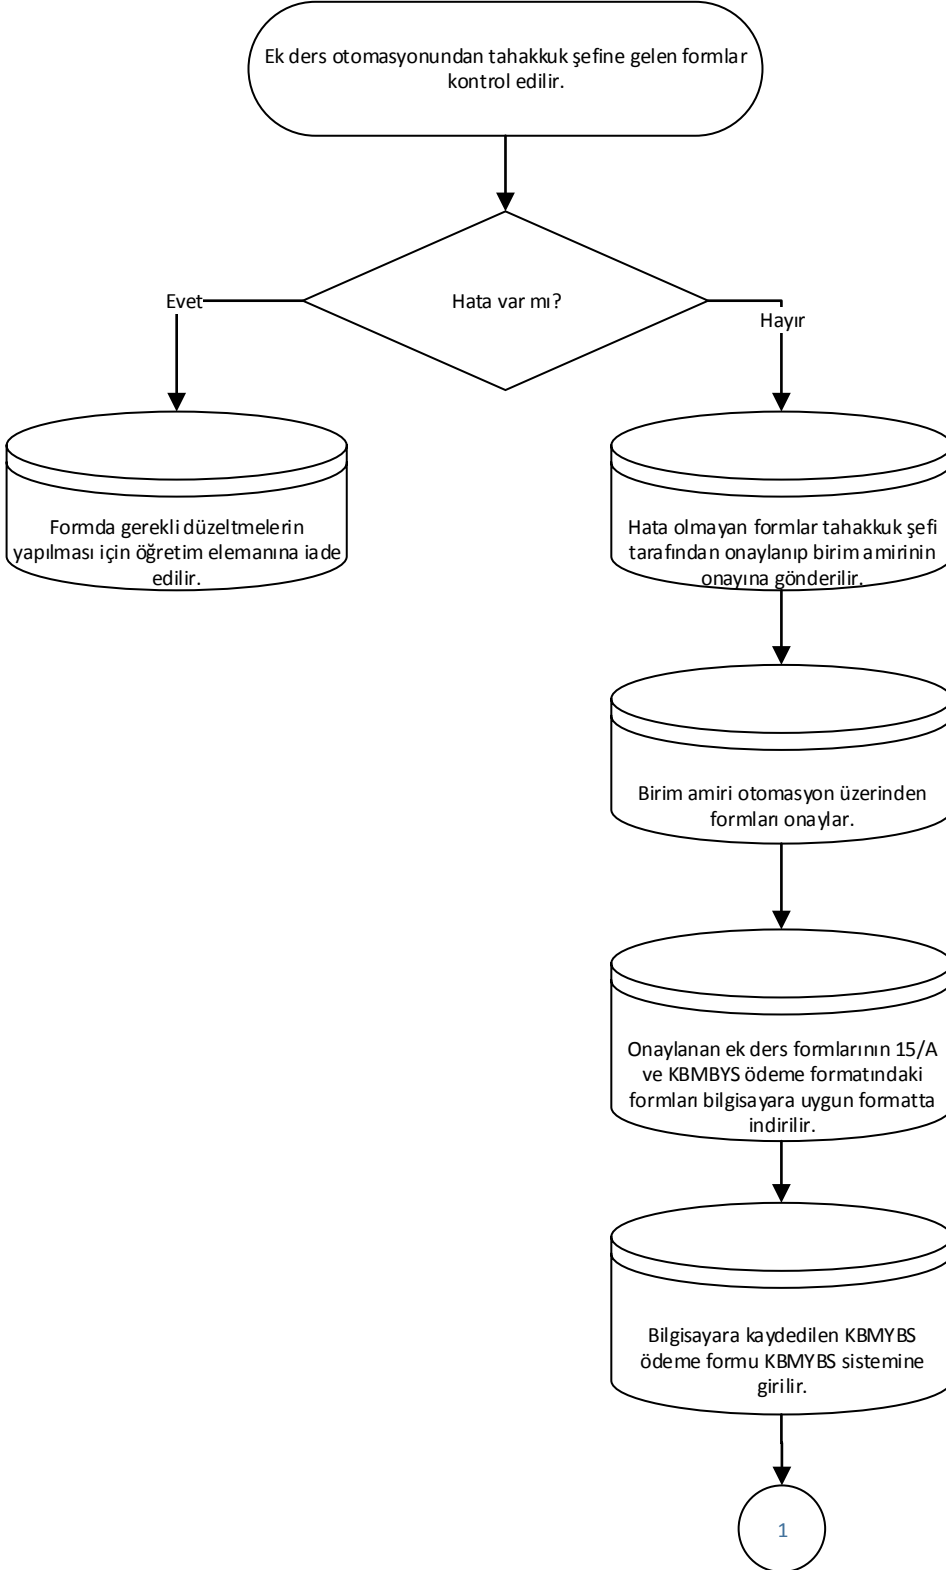 Ek ders otomasyonundan tahakkuk şefine gelen formlar
kontrol edilir.
Hata var mı?
Evet
Hayır
Formda gerekli düzeltmelerin
yapılması için öğretim elemanına iade
edilir.
Hata olmayan formlar tahakkuk şefi
tarafından onaylanıp birim amirinin
onayına gönderilir.
Birim amiri otomasyon üzerinden
formları onaylar.
Onaylanan ek ders formlarının 15/A
ve KBMBYS ödeme formatındaki
formları bilgisayara uygun formatta
indirilir.
Bilgisayara kaydedilen KBMYBS
ödeme formu KBMYBS sistemine
girilir.
1